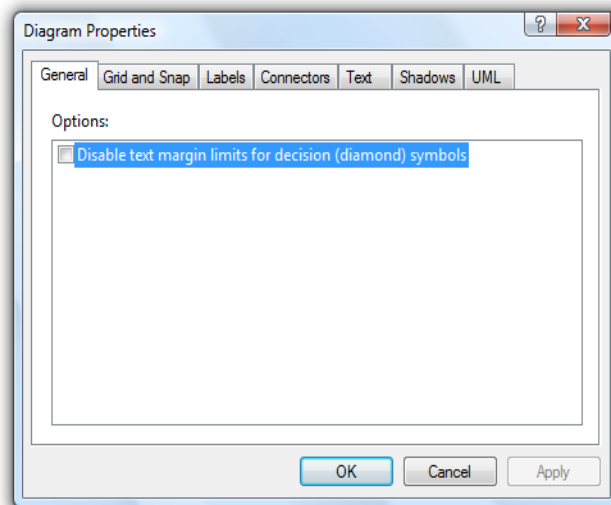 Diagram Properties
General Grid and Snap Labels Connectors Text Shadows UML
Options:
Disable text margin limits for decision (diamond) symbols
OK Cancel Apply